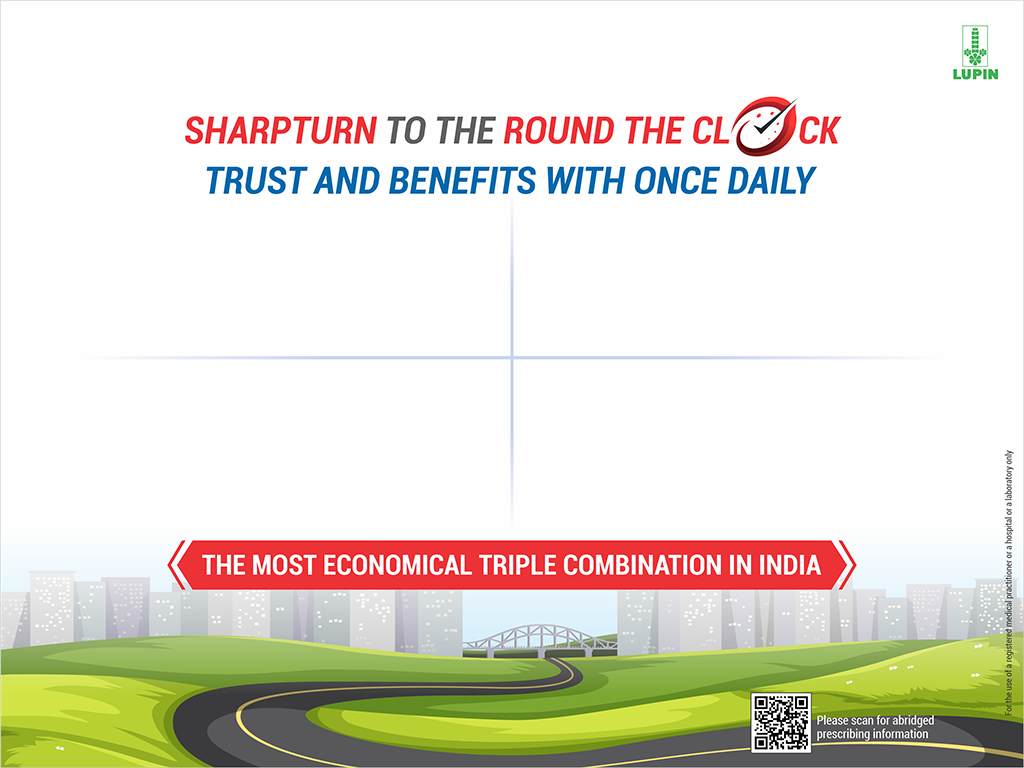 LUPIN
SHARPTURN TO THE ROUND THE CLOCK
TRUST AND BENEFITS WITH ONCE DAILY
THE MOST ECONOMICAL TRIPLE COMBINATION IN INDIA
Please scan for abridged
prescribing information
For the use of a registered medical practitioner or a hospital or a laboratory only